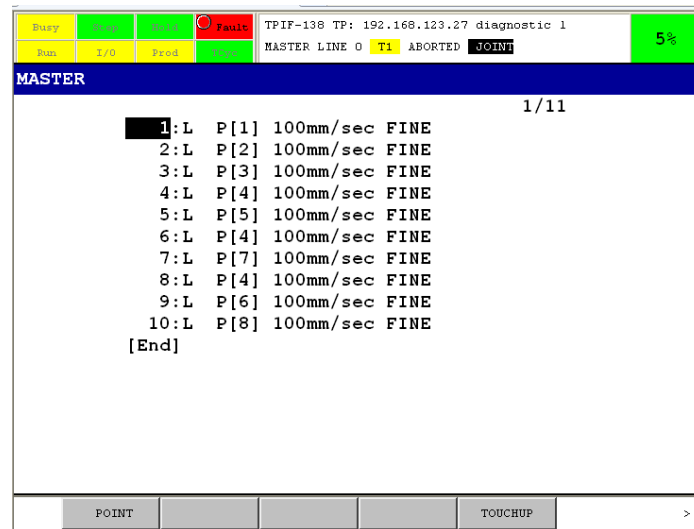 Busy Step Hold Fault TPIF-138 TP: 192.168.123.27 diagnostic l
Run I/O Prod TCyc MASTER LINE O T1 ABORTED JOINT 5%
MASTER
1/11
1:L P[1] 100mm/sec FINE
2:L P[2] 100mm/sec FINE
3:L P[3] 100mm/sec FINE
4:L P[4] 100mm/sec FINE
5:L P[5] 100mm/sec FINE
6:L P[4] 100mm/sec FINE
7:L P[7] 100mm/sec FINE
8:L P[4] 100mm/sec FINE
9:L P[6] 100mm/sec FINE
10:L P[8] 100mm/sec FINE
[End]
POINT TOUCHUP >